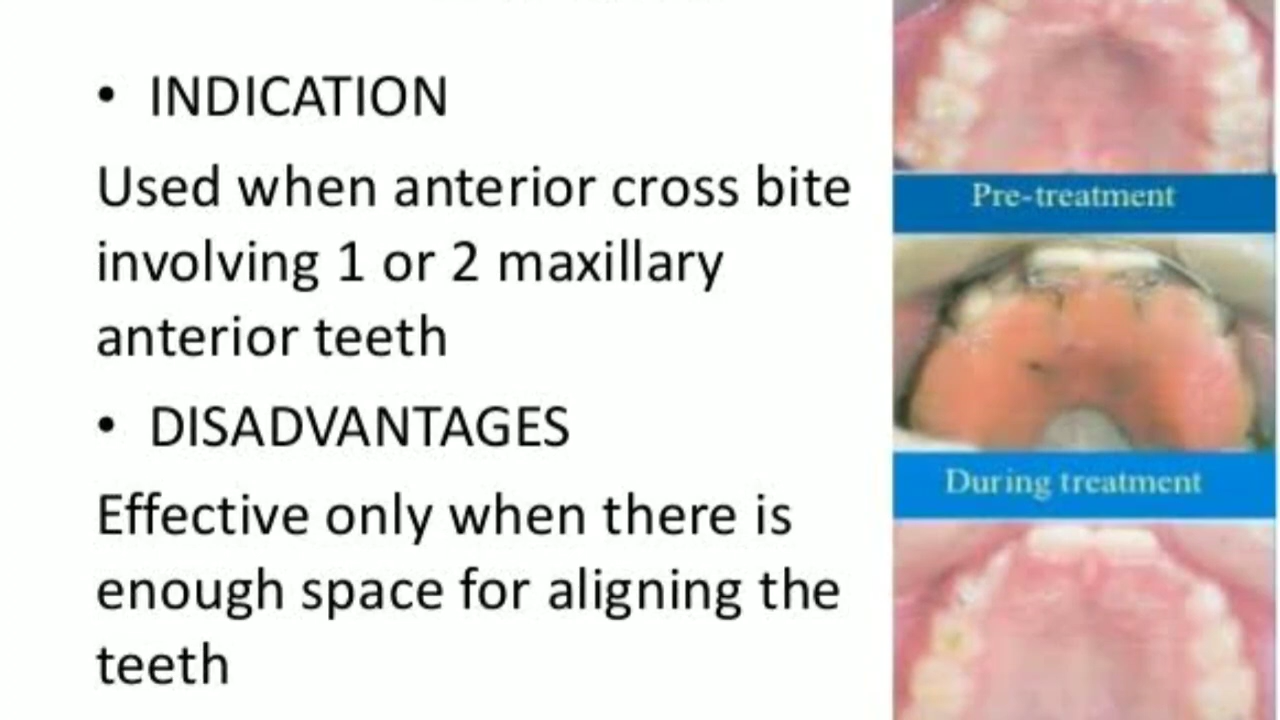 • INDICATION
Used when anterior cross bite
involving 1 or 2 maxillary
anterior teeth
• DISADVANTAGES
Effective only when there is
enough space for aligning the
teeth
Pre-treatment
During treatment